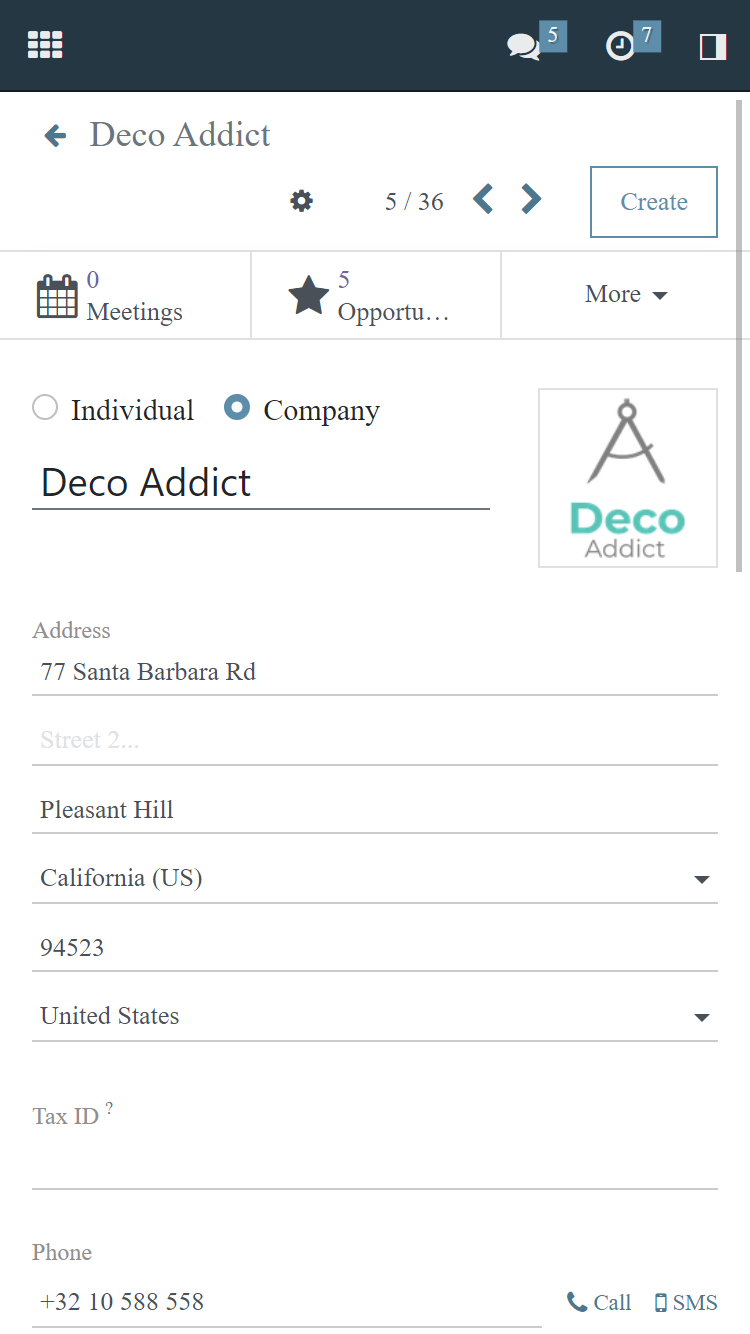 5
7
Deco Addict
5 / 36
Create
0
Meetings
5
Opportu…
More
Individual
Company
Deco Addict
Deco
Addict
Address
77 Santa Barbara Rd
Street 2...
Pleasant Hill
California (US)
94523
United States
Tax ID ?
Phone
+32 10 588 558
Call
SMS